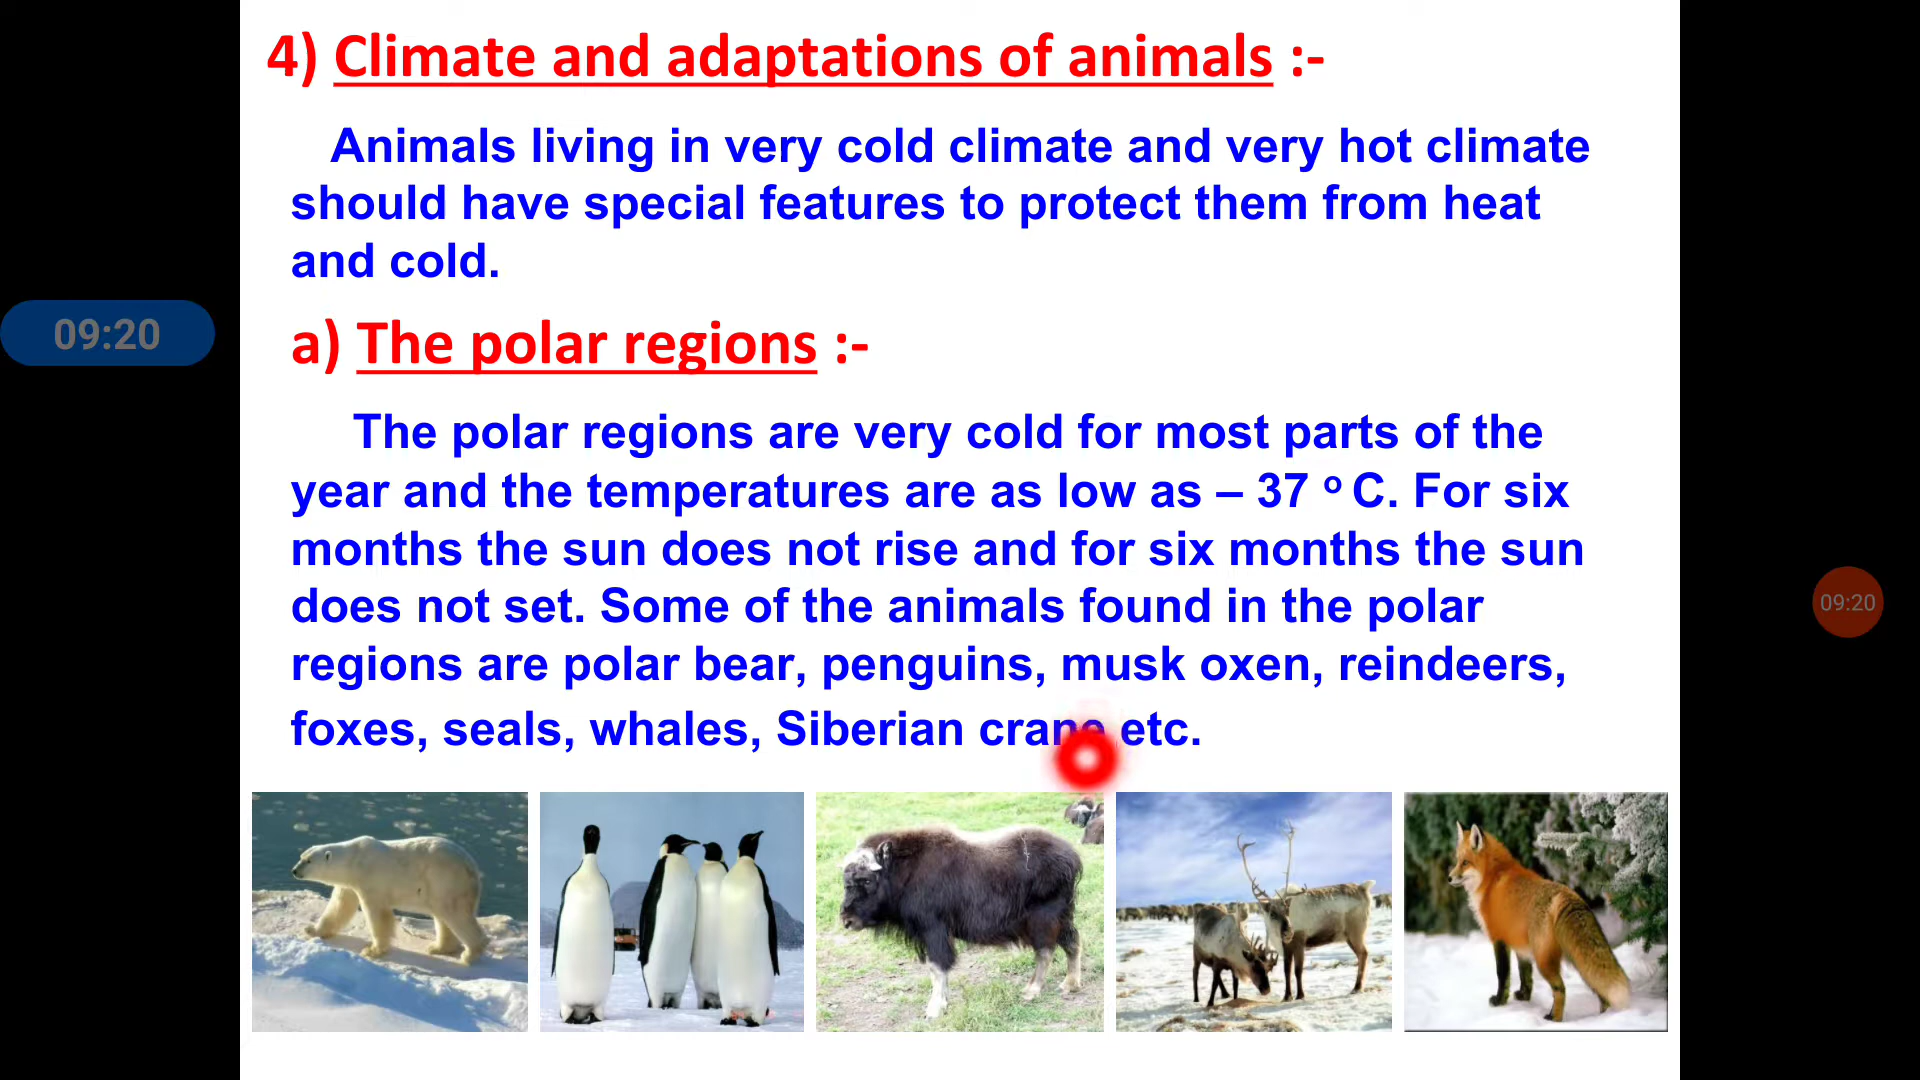 4) Climate and adaptations of animals :-
Animals living in very cold climate and very hot climate
should have special features to protect them from heat
and cold.
09:20
a) The polar regions :-
The polar regions are very cold for most parts of the
year and the temperatures are as low as – 37 ᵒ C. For six
months the sun does not rise and for six months the sun
does not set. Some of the animals found in the polar
09:20
regions are polar bear, penguins, musk oxen, reindeers,
foxes, seals, whales, Siberian crane etc.